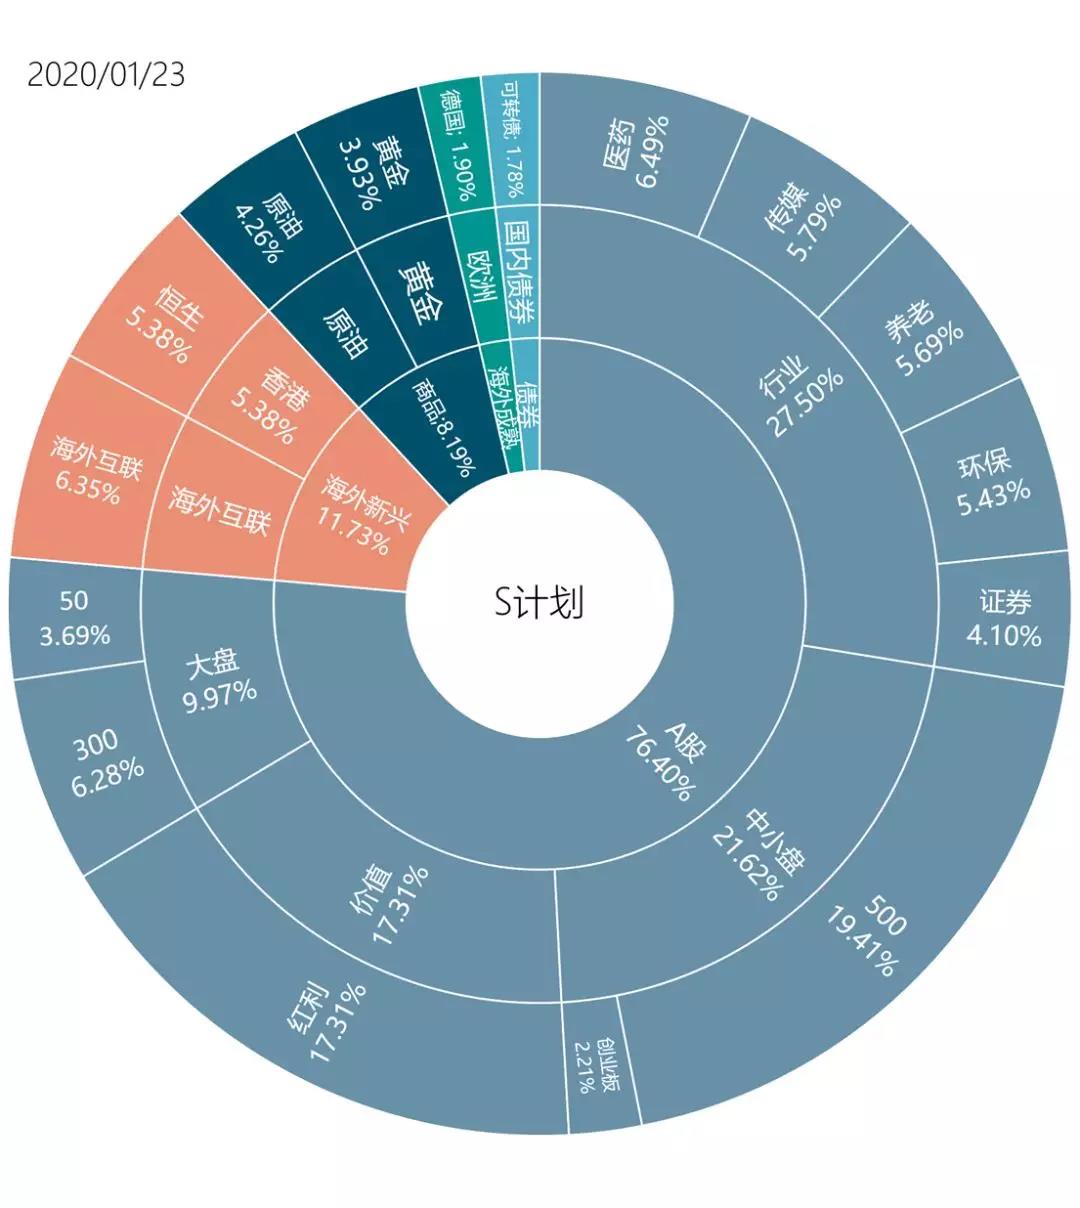 2020/01/23
S计划
A股
76.40%
行业
27.50%
医药
6.49%
传媒
5.79%
养老
5.69%
环保
5.43%
证券
4.10%
中小盘
21.62%
500
19.41%
创业板
2.21%
价值
17.31%
红利
17.31%
大盘
9.97%
300
6.28%
50
3.69%
海外新兴
11.73%
海外互联
海外互联
6.35%
香港
5.38%
恒生
5.38%
商品:8.19%
原油
原油
4.26%
黄金
黄金
3.93%
海外成熟
欧洲
德国; 1.90%
债券
国内债券
可转债; 1.78%